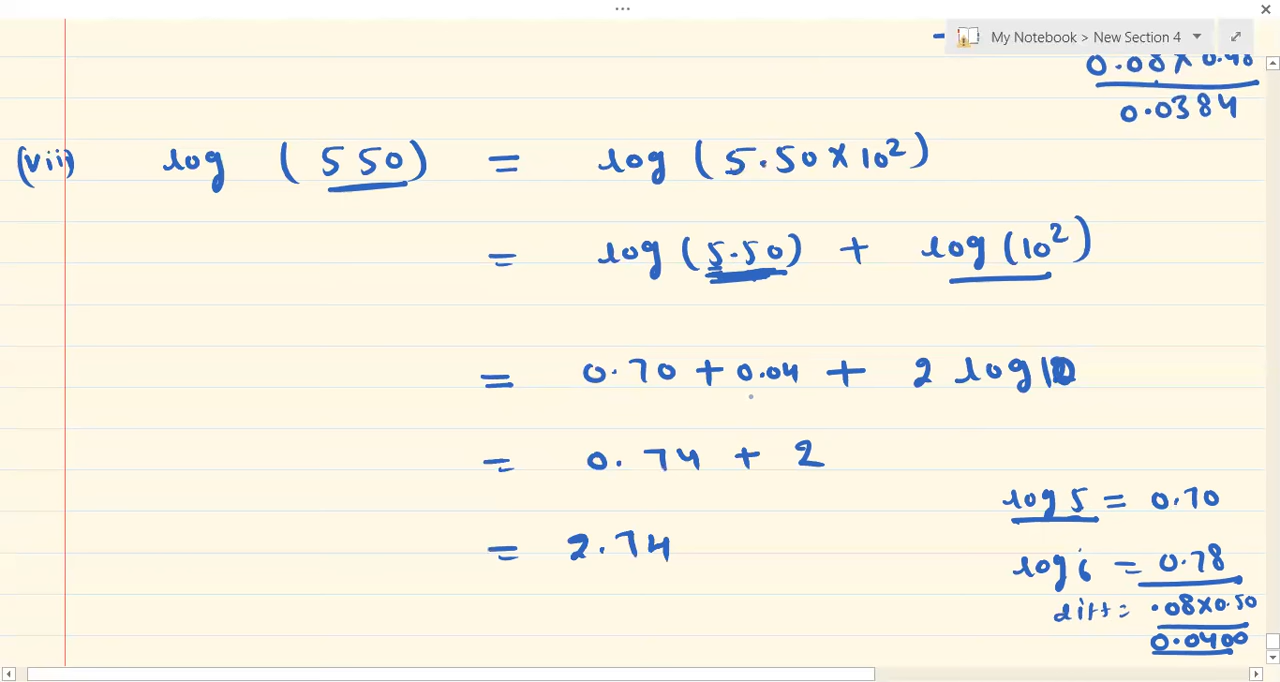 My Notebook > New Section 4
0.08 × 0.48
0.0384
(vii) log (550) = log (5.50 × 10²)
= log (5.50) + log (10²)
= 0.70 + 0.04 + 2 log 10
= 0.74 + 2
= 2.74
log 5 = 0.70
log 6 = 0.78
diff = .08×0.50
0.0400